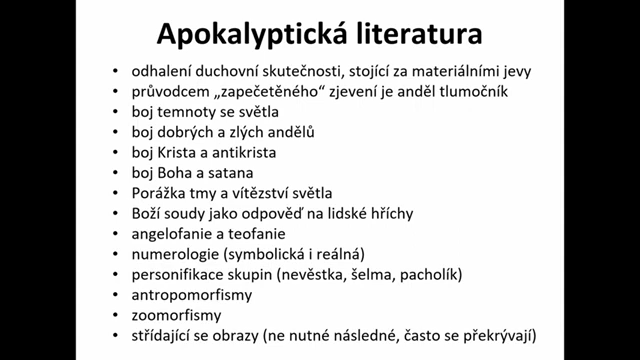 Apokalyptická literatura
• odhalení duchovní skutečnosti, stojící za materiálními jevy
• průvodcem „zapečetěného“ zjevení je anděl tlumočník
• boj temnoty se světla
• boj dobrých a zlých andělů
• boj Krista a antikrista
• boj Boha a satana
• Porážka tmy a vítězství světla
• Boží soudy jako odpověď na lidské hříchy
• angelofanie a teofanie
• numerologie (symbolická i reálná)
• personifikace skupin (nevěstka, šelma, pacholík)
• antropomorfismy
• zoomorfismy
• střídající se obrazy (ne nutné následné, často se překrývají)